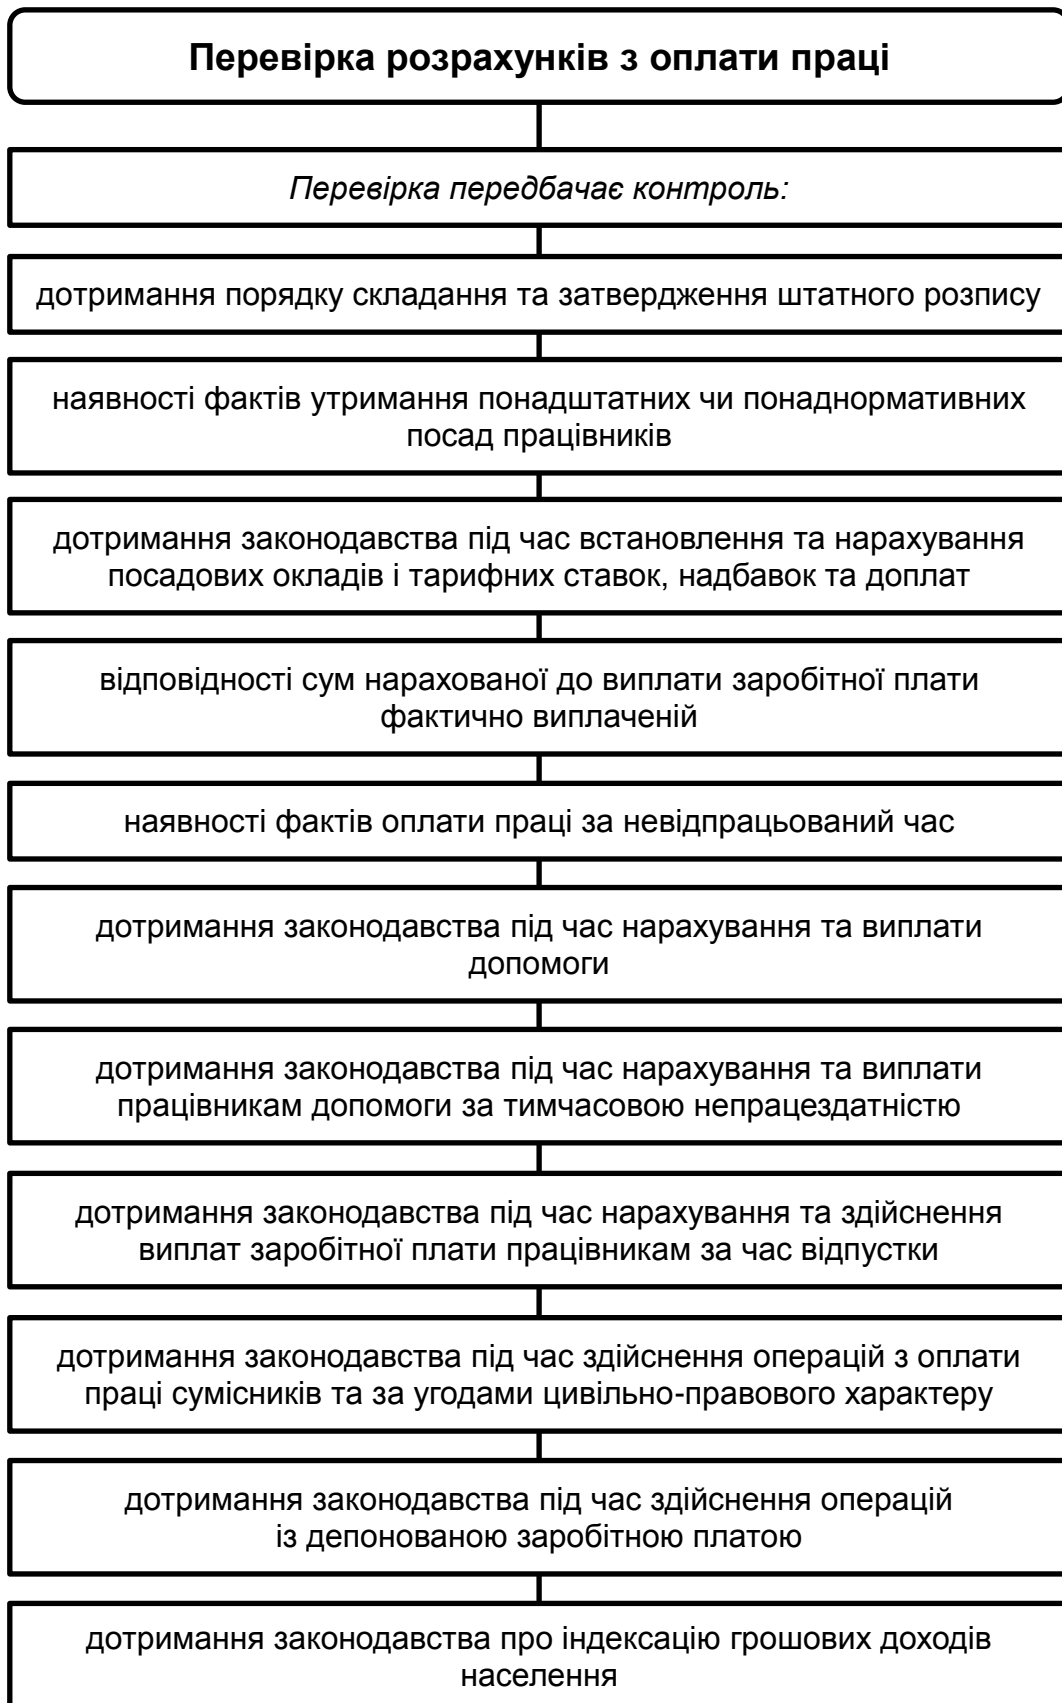 Перевірка розрахунків з оплати праці
Перевірка передбачає контроль:
дотримання порядку складання та затвердження штатного розпису
наявності фактів утримання понадштатних чи понаднормативних
посад працівників
дотримання законодавства під час встановлення та нарахування
посадових окладів і тарифних ставок, надбавок та доплат
відповідності сум нарахованої до виплати заробітної плати
фактично виплаченій
наявності фактів оплати праці за невідпрацьований час
дотримання законодавства під час нарахування та виплати
допомоги
дотримання законодавства під час нарахування та виплати
працівникам допомоги за тимчасовою непрацездатністю
дотримання законодавства під час нарахування та здійснення
виплат заробітної плати працівникам за час відпустки
дотримання законодавства під час здійснення операцій з оплати
праці сумісників та за угодами цивільно-правового характеру
дотримання законодавства під час здійснення операцій
із депонованою заробітною платою
дотримання законодавства про індексацію грошових доходів
населення